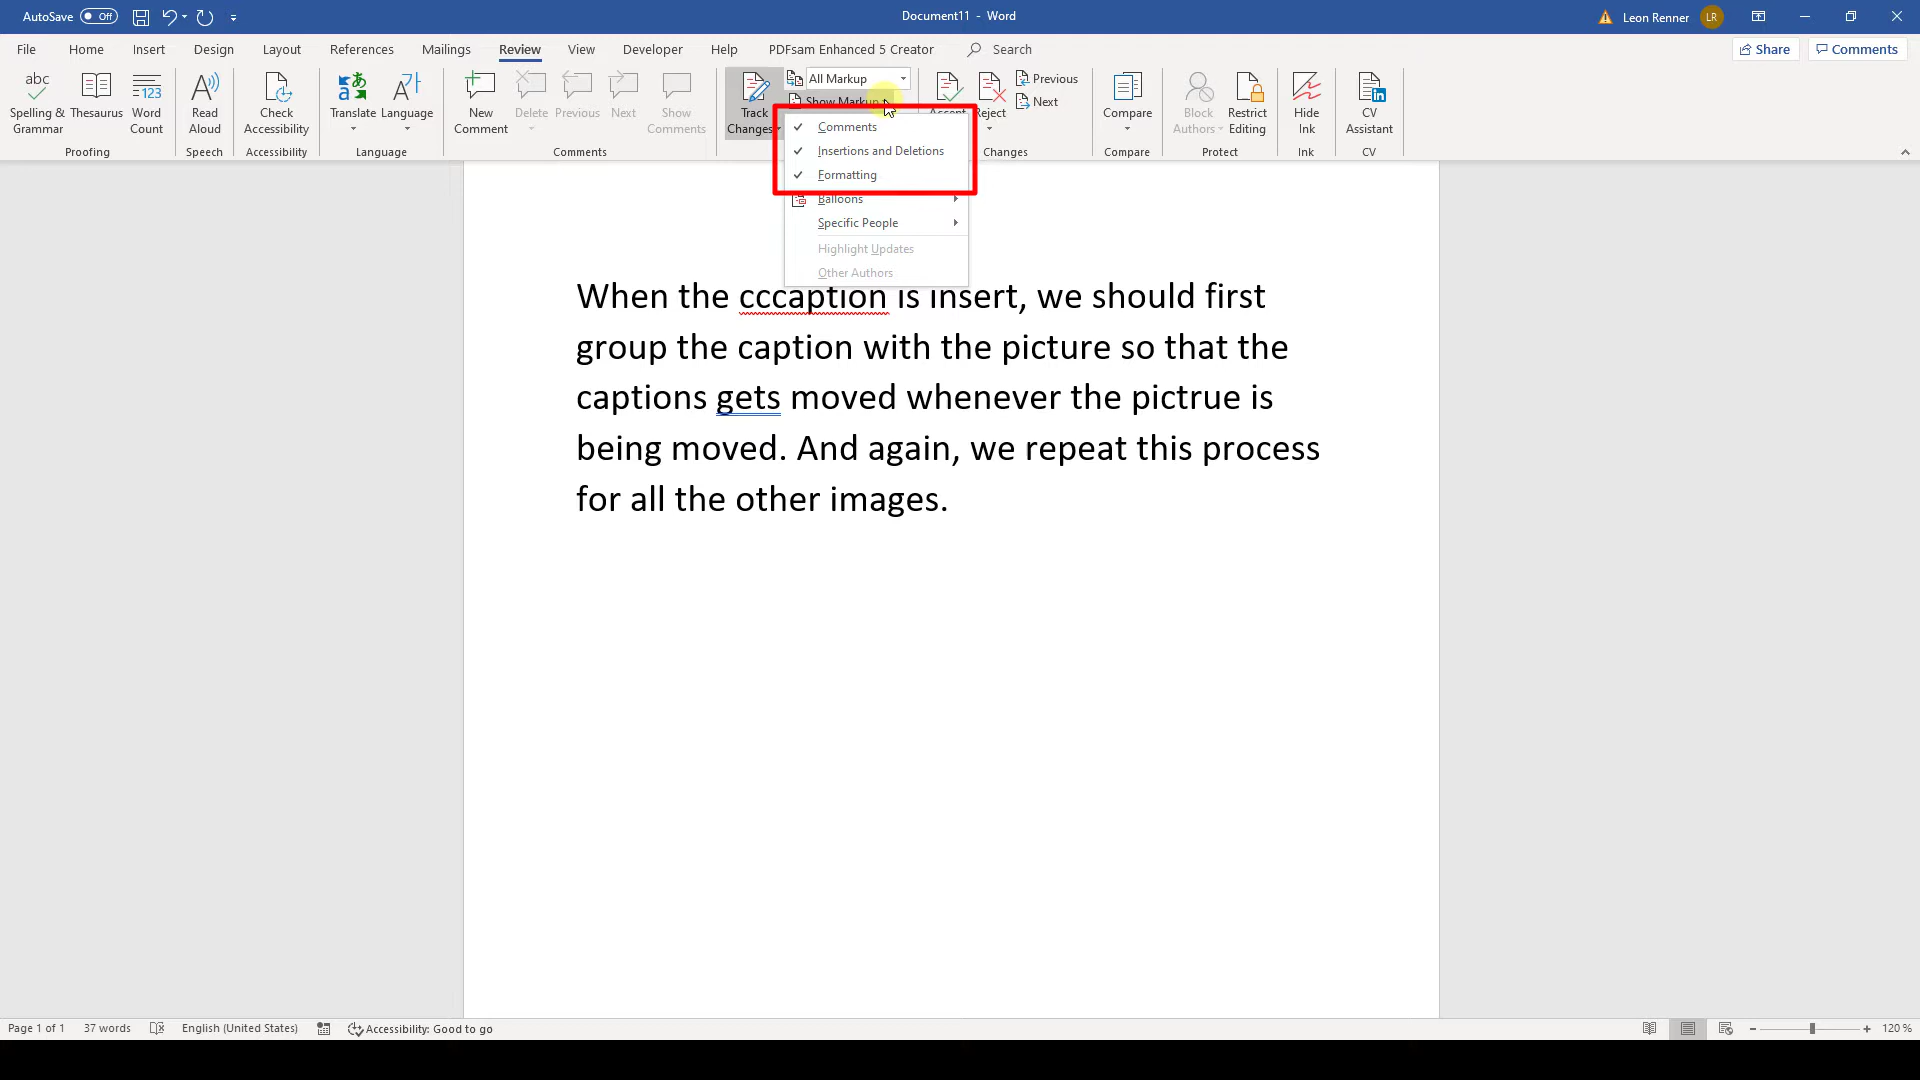 AutoSave Off
Document11 - Word
Leon Renner LR
File Home Insert Design Layout References Mailings Review View Developer Help PDFsam Enhanced 5 Creator Search
Share Comments
abc
Spelling & Grammar
Thesaurus
123
Word Count
Proofing
Read Aloud
Speech
Check Accessibility
Accessibility
Translate
Language
Language
New Comment
Delete
Previous
Next
Show Comments
Comments
Track Changes
All Markup
Show Markup
Comments
Insertions and Deletions
Formatting
Balloons
Specific People
Highlight Updates
Other Authors
Accept
Reject
Previous
Next
Changes
Compare
Compare
Block Authors
Restrict Editing
Protect
Hide Ink
Ink
in
CV Assistant
CV
When the cccaption is insert, we should first
group the caption with the picture so that the
captions gets moved whenever the pictrue is
being moved. And again, we repeat this process
for all the other images.
Page 1 of 1 37 words English (United States) Accessibility: Good to go
120 %